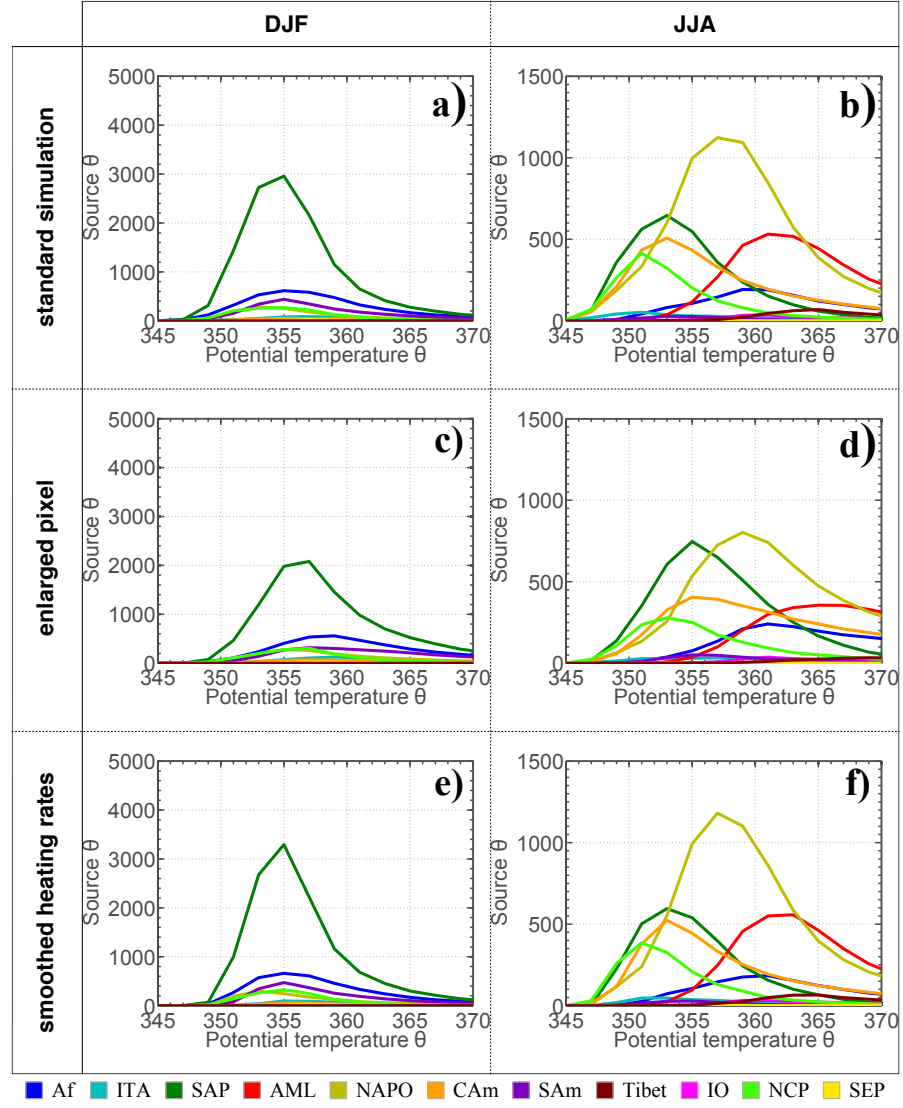 DJF JJA
standard simulation
a)
5000
4000
3000
2000
1000
0
Source θ
345 350 355 360 365 370
Potential temperature θ
b)
1500
1000
500
0
Source θ
345 350 355 360 365 370
Potential temperature θ
enlarged pixel
c)
5000
4000
3000
2000
1000
0
Source θ
345 350 355 360 365 370
Potential temperature θ
d)
1500
1000
500
0
Source θ
345 350 355 360 365 370
Potential temperature θ
smoothed heating rates
e)
5000
4000
3000
2000
1000
0
Source θ
345 350 355 360 365 370
Potential temperature θ
f)
1500
1000
500
0
Source θ
345 350 355 360 365 370
Potential temperature θ
Af ITA SAP AML NAPO CAm SAm Tibet IO NCP SEP